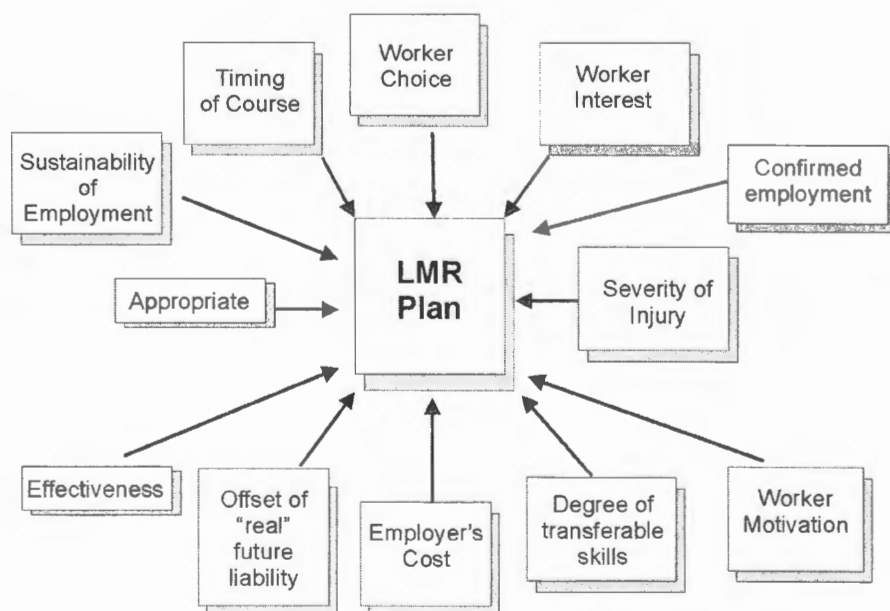 Timing
of Course
Worker
Choice
Worker
Interest
Sustainability
of
Employment
Confirmed
employment
LMR
Plan
Appropriate
Severity of
Injury
Effectiveness
Offset of
"real"
future
liability
Employer's
Cost
Degree of
transferable
skills
Worker
Motivation